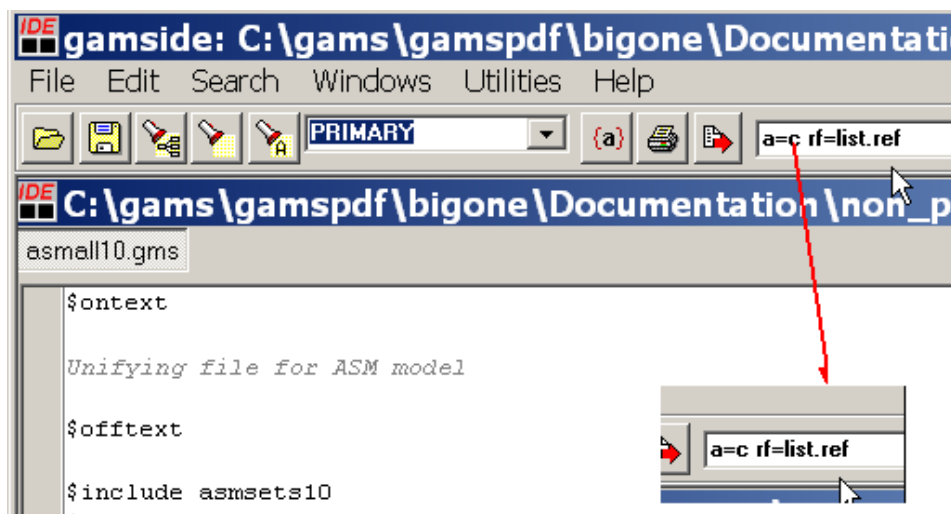 IDE gamside: C:\gams\gamspdf\bigone\Documentati
File Edit Search Windows Utilities Help
A PRIMARY {a} a=c rf=list.ref
IDE C:\gams\gamspdf\bigone\Documentation\non_p
asmall10.gms
$ontext
Unifying file for ASM model
$offtext
a=c rf=list.ref
$include asmsets10